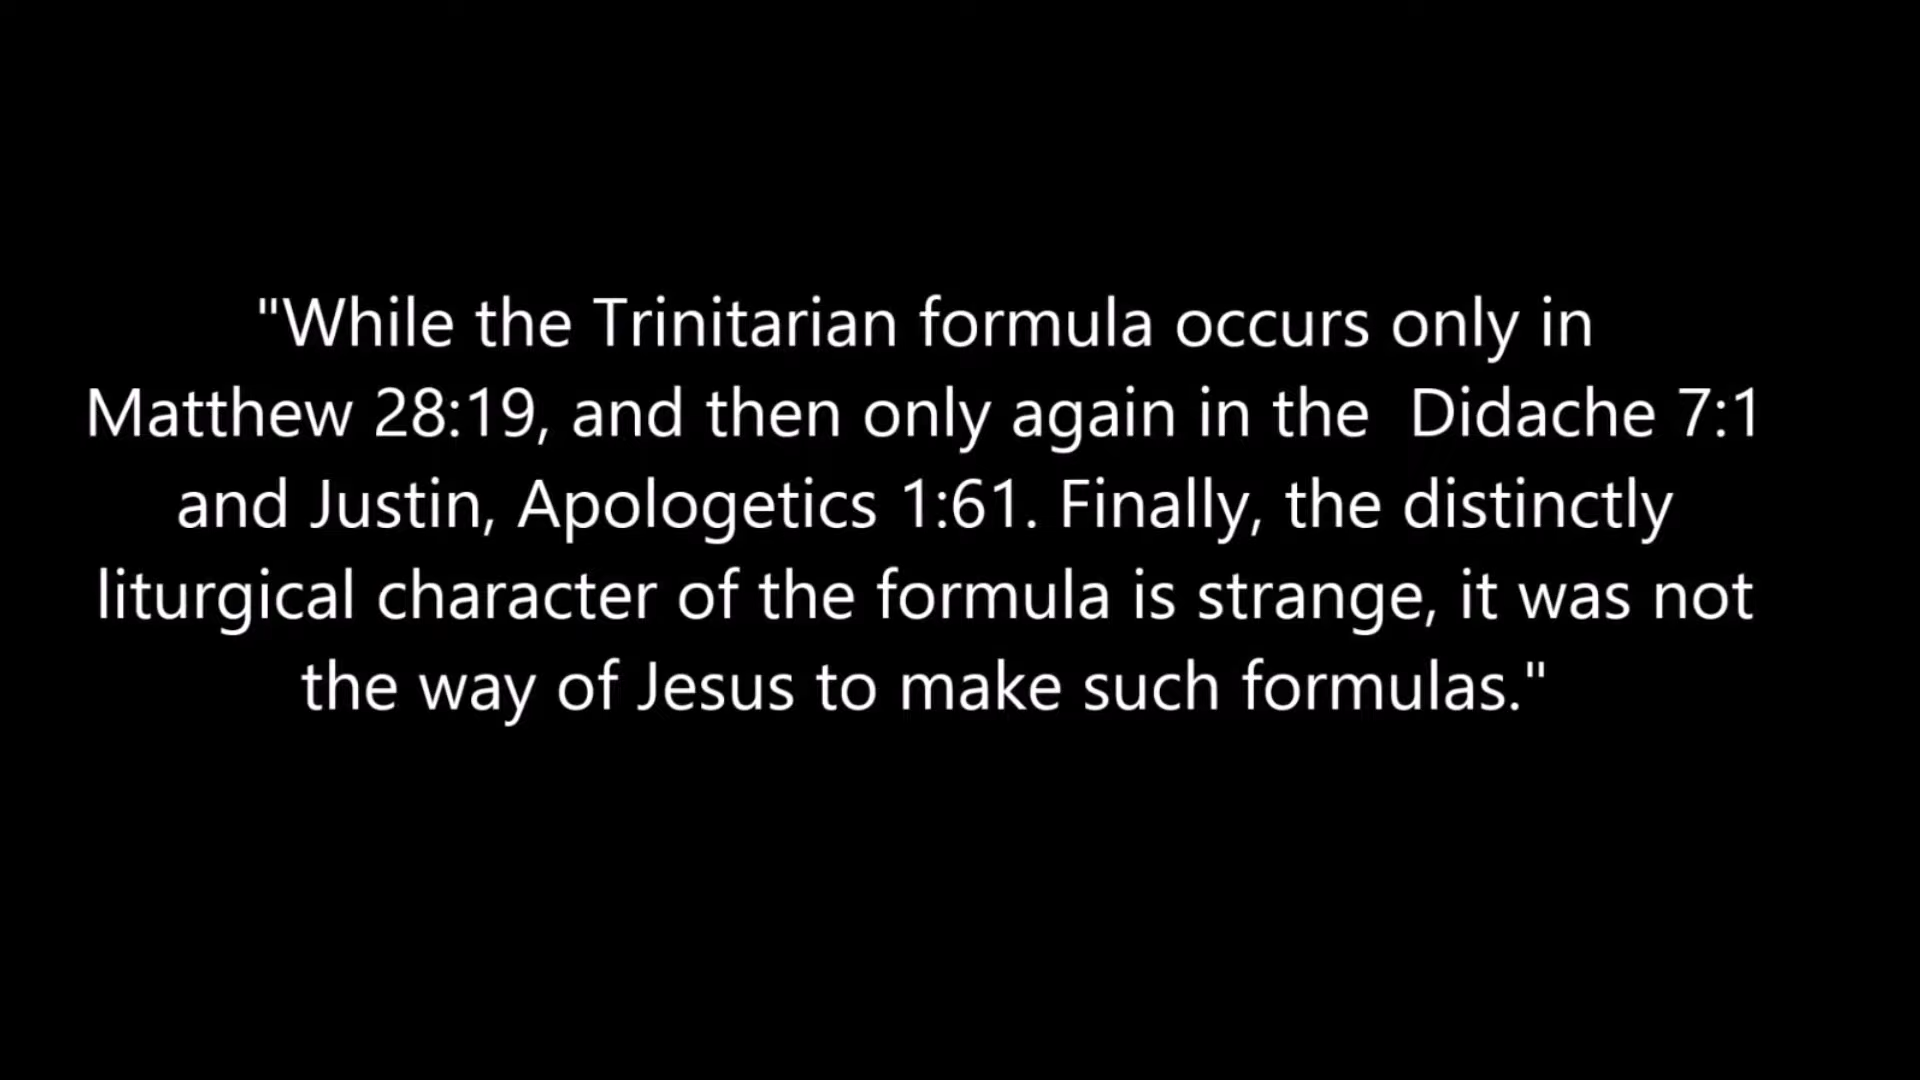 "While the Trinitarian formula occurs only in
Matthew 28:19, and then only again in the  Didache 7:1
and Justin, Apologetics 1:61. Finally, the distinctly
liturgical character of the formula is strange, it was not
the way of Jesus to make such formulas."